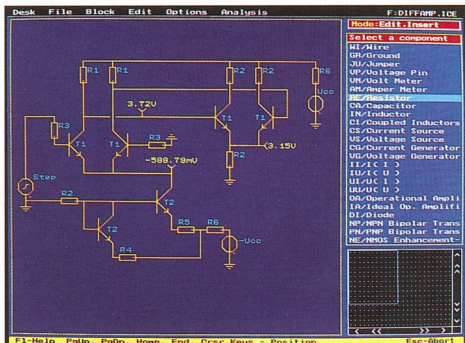 Desk File Block Edit Options Analysis F:DIFFAMP.ICE
Mode:Edit.Insert
Select a component
WI/Wire
GR/Ground
JU/Jumper
VP/Voltage Pin
VM/Volt Meter
AM/Amper Meter
RE/Resistor
CA/Capacitor
IN/Inductor
CI/Coupled Inductors
CS/Current Source
VS/Voltage Source
CG/Current Generator
VG/Voltage Generator
II/I( I )
IU/I( U )
UI/U( I )
UU/U( U )
OA/Operational Ampli
IA/Ideal Op. Amplifi
DI/Diode
NP/NPN Bipolar Trans
PN/PNP Bipolar Trans
NE/NMOS Enhancement-
R1 R1 R2 R2 R6
Ucc
3.72V
R3 T1 T1 R3 T1 T1
3.15V
R2
-588.79mV
Step
R2 T2 R5 R6
-Ucc
T2
R4
< << >> >
F1-Help PgUp, PgDn, Home, End, Crsr Keys - Position Esc-Abort